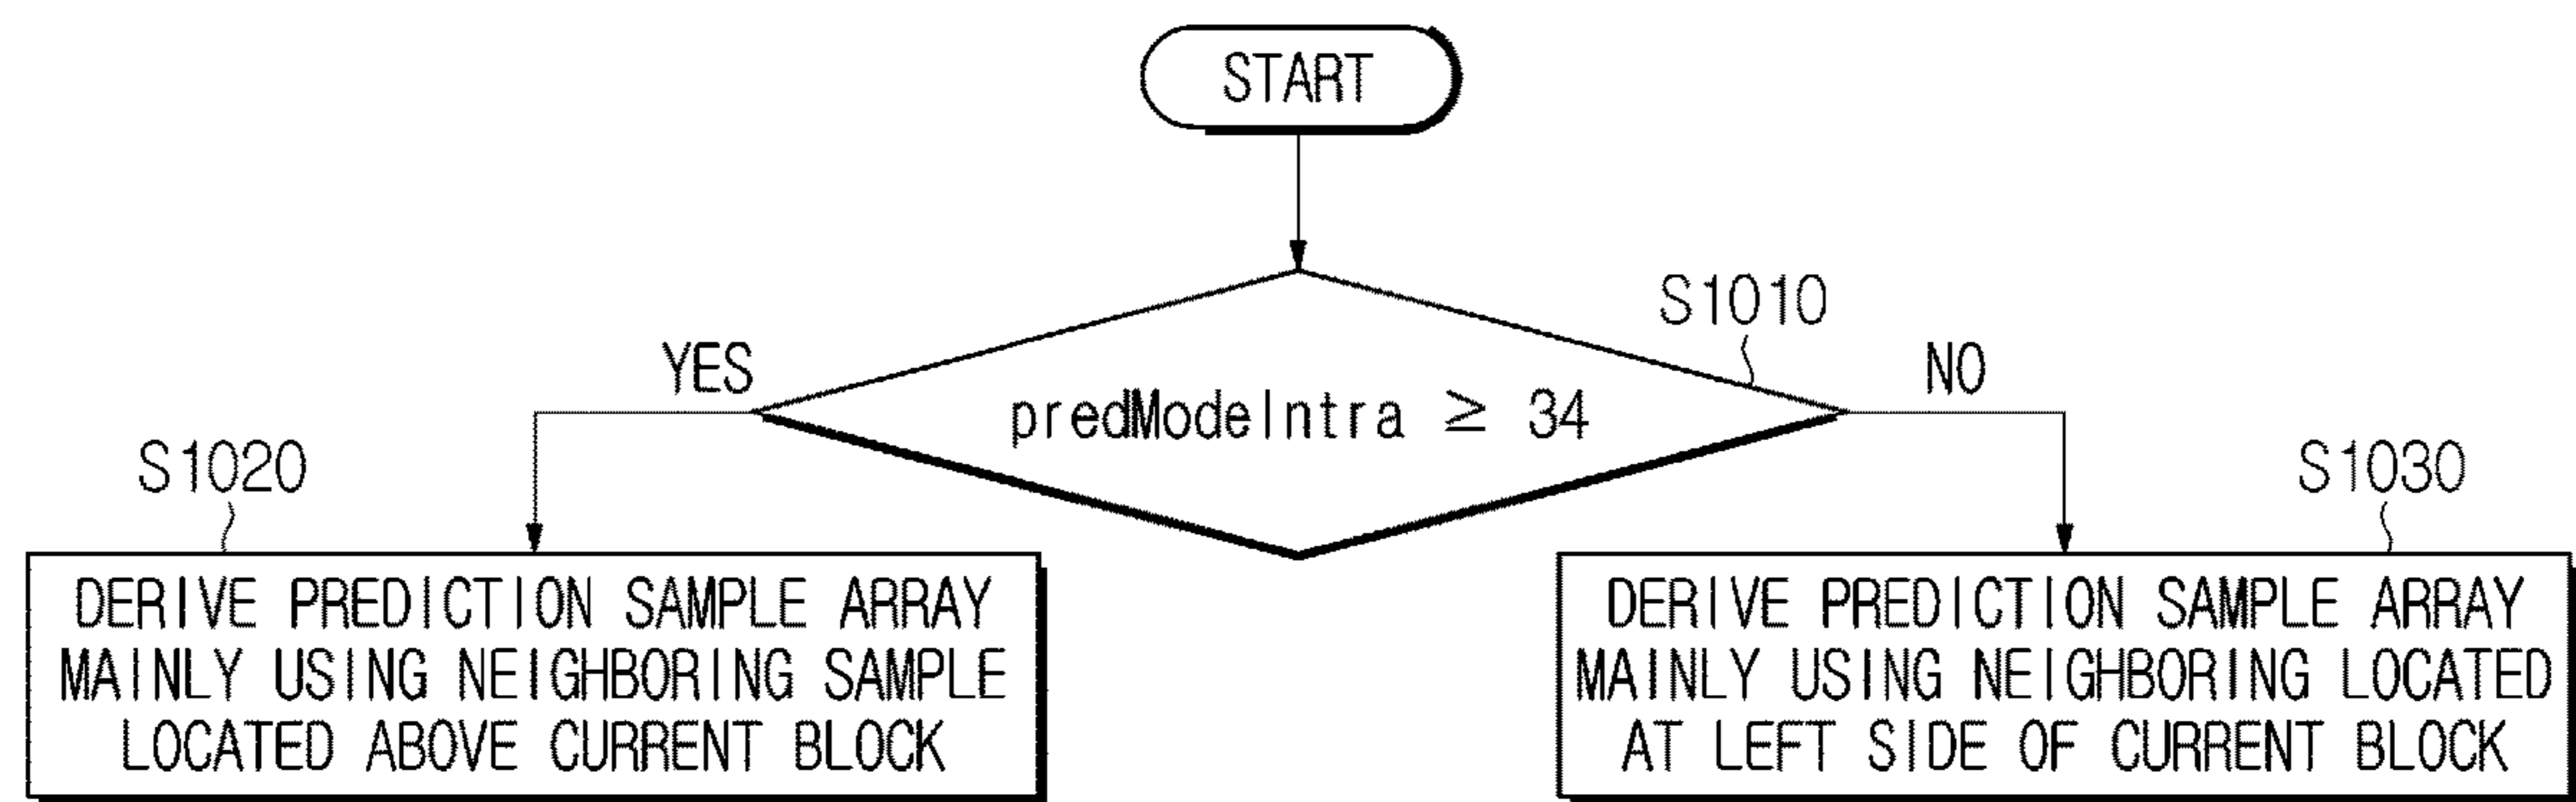 START
S1010
YES
NO
predModeIntra ≥ 34
S1020
S1030
DERIVE PREDICTION SAMPLE ARRAY
MAINLY USING NEIGHBORING SAMPLE
LOCATED ABOVE CURRENT BLOCK
DERIVE PREDICTION SAMPLE ARRAY
MAINLY USING NEIGHBORING LOCATED
AT LEFT SIDE OF CURRENT BLOCK